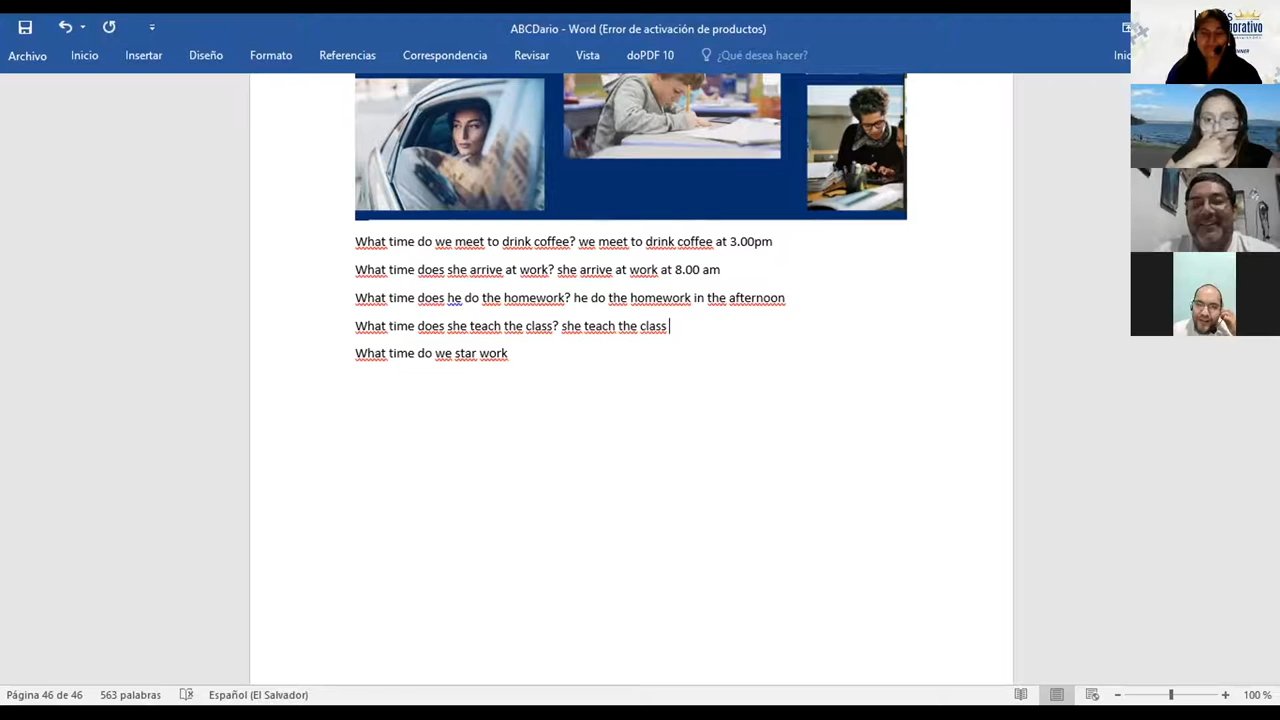 ABCDario - Word (Error de activación de productos)
Archivo Inicio Insertar Diseño Formato Referencias Correspondencia Revisar Vista doPDF 10 ¿Qué desea hacer? Inic
What time do we meet to drink coffee? we meet to drink coffee at 3.00pm
What time does she arrive at work? she arrive at work at 8.00 am
What time does he do the homework? he do the homework in the afternoon
What time does she teach the class? she teach the class
What time do we star work
Página 46 de 46 563 palabras Español (El Salvador) 100 %